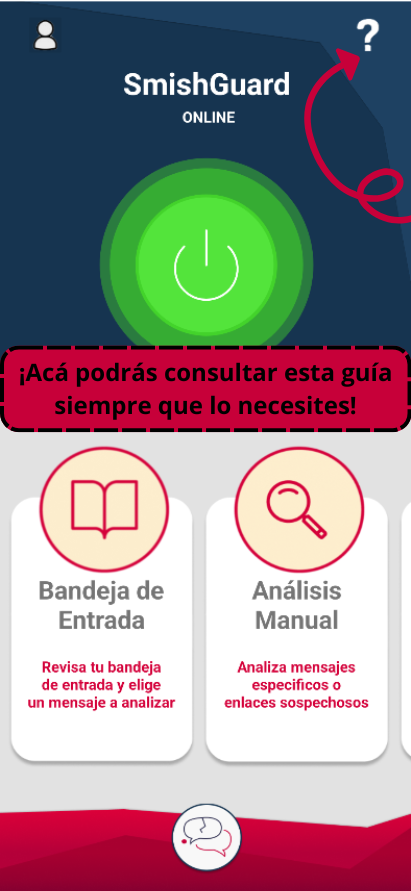 ?
SmishGuard
ONLINE
¡Acá podrás consultar esta guía
siempre que lo necesites!
Bandeja de
Entrada
Revisa tu bandeja
de entrada y elige
un mensaje a analizar
Análisis
Manual
Analiza mensajes
especificos o
enlaces sospechosos